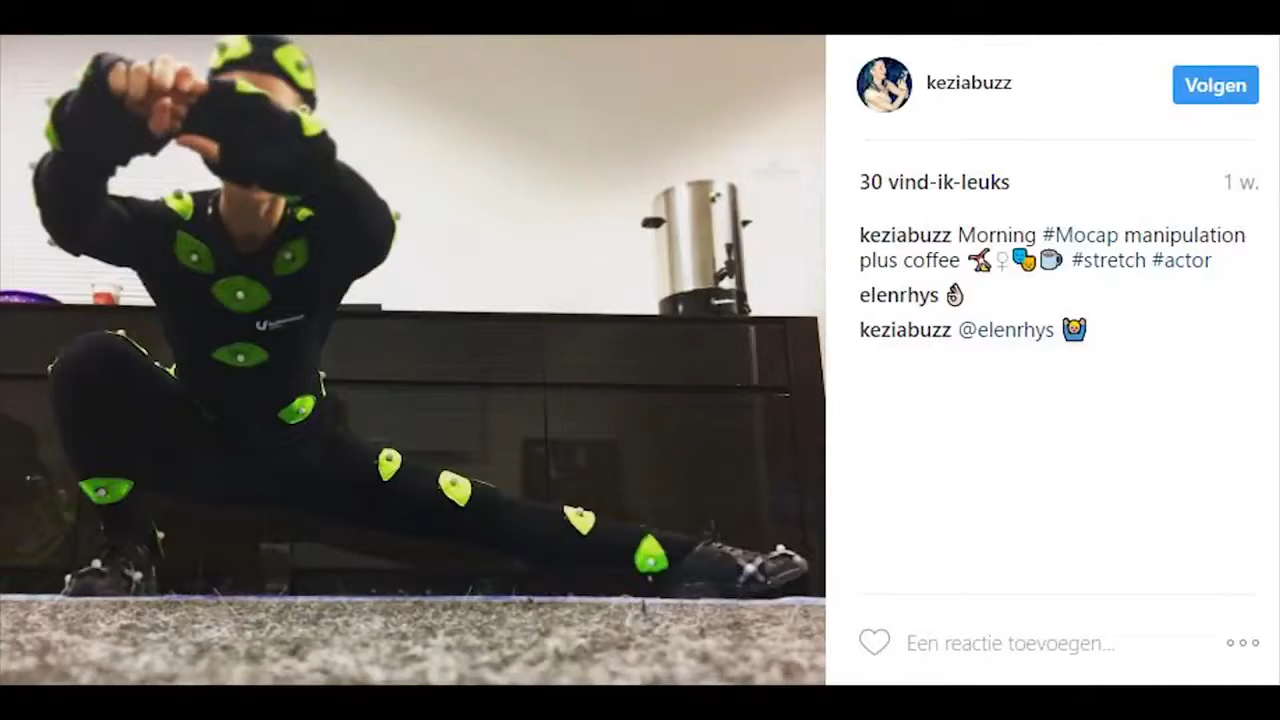 keziabuzz
Volgen
30 vind-ik-leuks
1 w.
keziabuzz Morning #Mocap manipulation
plus coffee 🤸♀🎭☕ #stretch #actor
elenrhys 👌🏻
keziabuzz @elenrhys 🙆
Een reactie toevoegen...